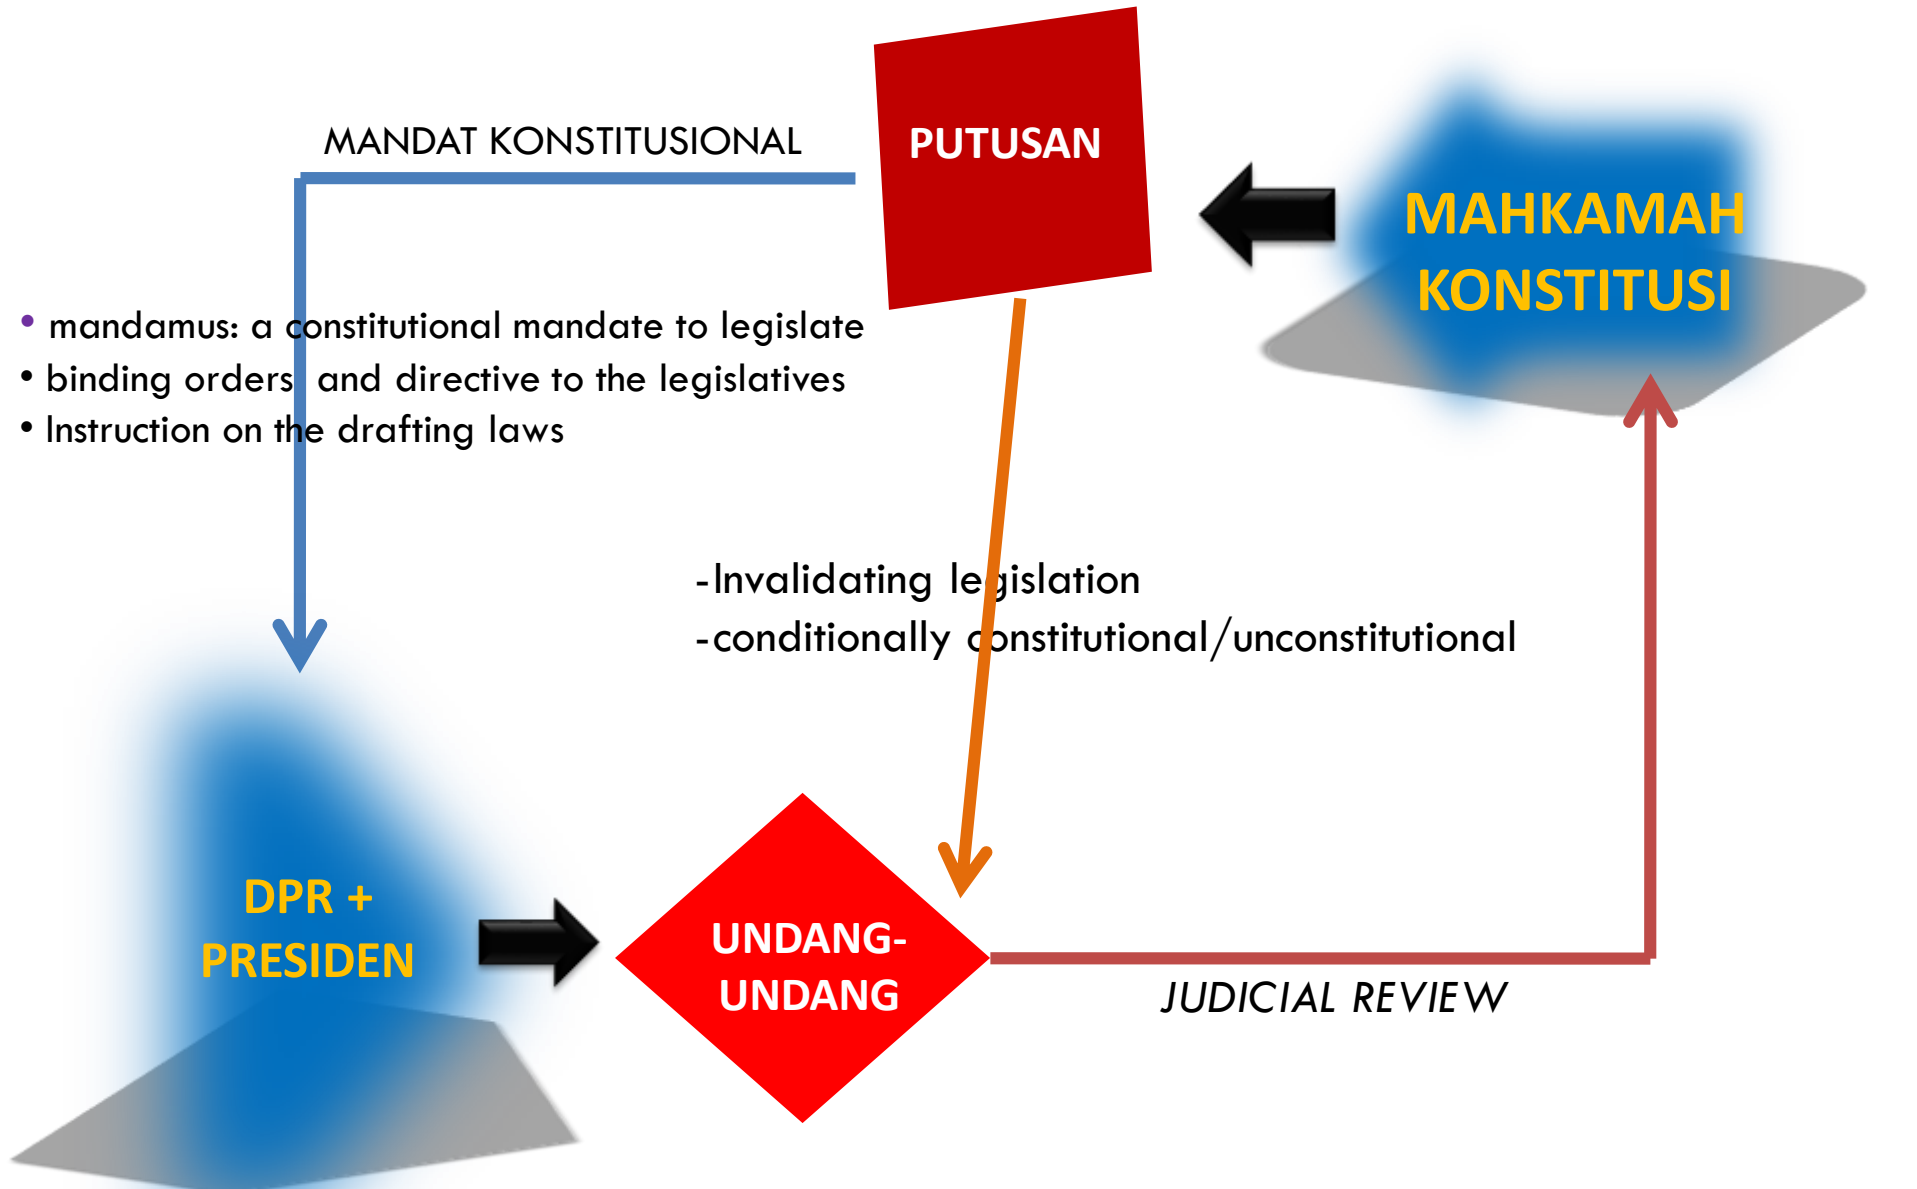 PUTUSAN
MANDAT KONSTITUSIONAL
MAHKAMAH
KONSTITUSI
• mandamus: a constitutional mandate to legislate
• binding orders and directive to the legislatives
• Instruction on the drafting laws
-Invalidating legislation
-conditionally constitutional/unconstitutional
DPR +
PRESIDEN
UNDANG-
UNDANG
JUDICIAL REVIEW